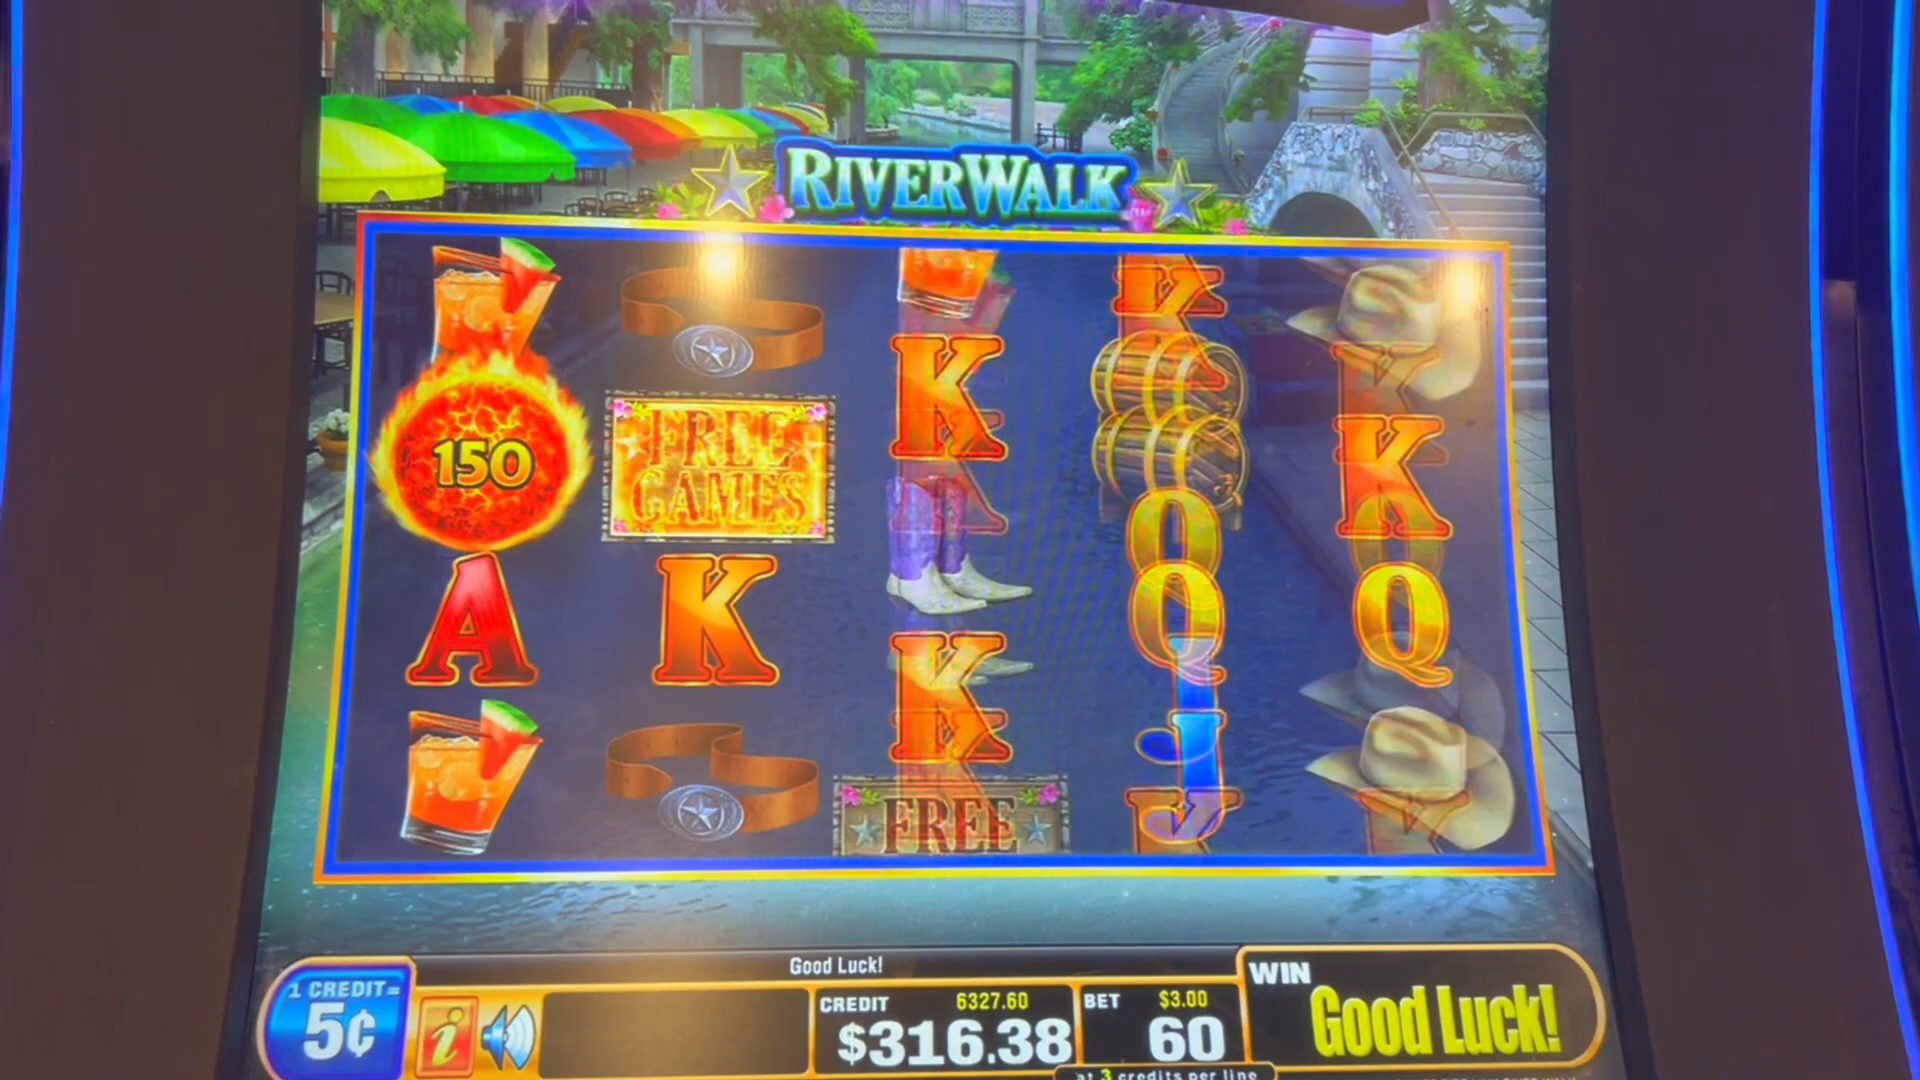 RIVERWALK
K
K
150
FREE
GAMES
K
Q
A
K
Q
Q
K
J
FREE
K
Good Luck!
1 CREDIT=
5¢
i
CREDIT 6327.60
$316.38
BET $3.00
60
at 3 credits per line
WIN
Good Luck!